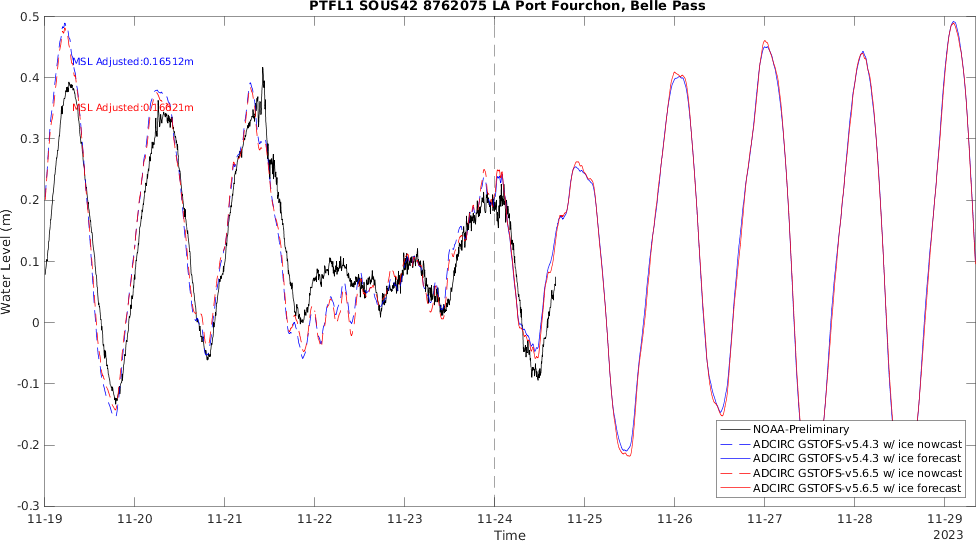 PTFL1 SOUS42 8762075 LA Port Fourchon, Belle Pass
0.5
0.4
0.3
0.2
0.1
0
-0.1
-0.2
-0.3
Water Level (m)
MSL Adjusted:0.16512m
MSL Adjusted:0.16821m
NOAA-Preliminary
ADCIRC GSTOFS-v5.4.3 w/ ice nowcast
ADCIRC GSTOFS-v5.4.3 w/ ice forecast
ADCIRC GSTOFS-v5.6.5 w/ ice nowcast
ADCIRC GSTOFS-v5.6.5 w/ ice forecast
11-19 11-20 11-21 11-22 11-23 11-24 11-25 11-26 11-27 11-28 11-29
Time 2023